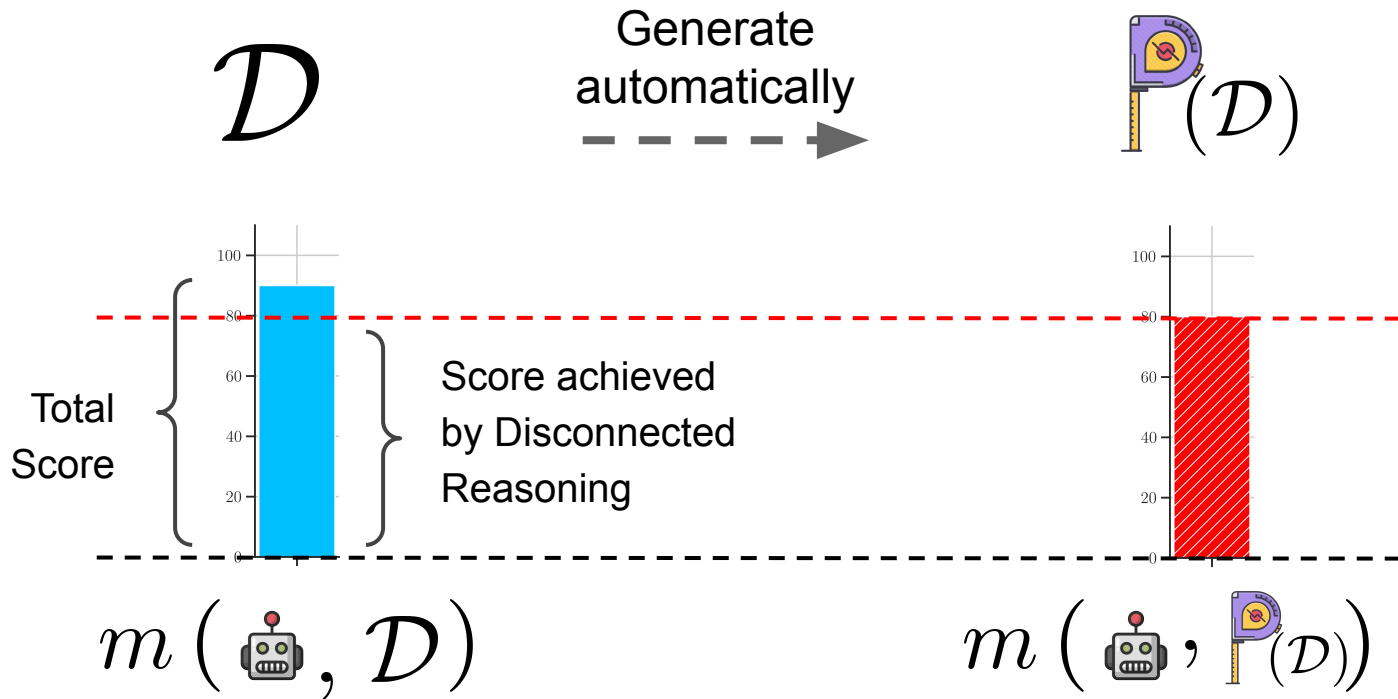 𝒟
Generate
automatically
(𝒟)
100
80
60
40
20
0
Total
Score
Score achieved
by Disconnected
Reasoning
100
80
60
40
20
0
m ( , 𝒟)
m ( , (𝒟))